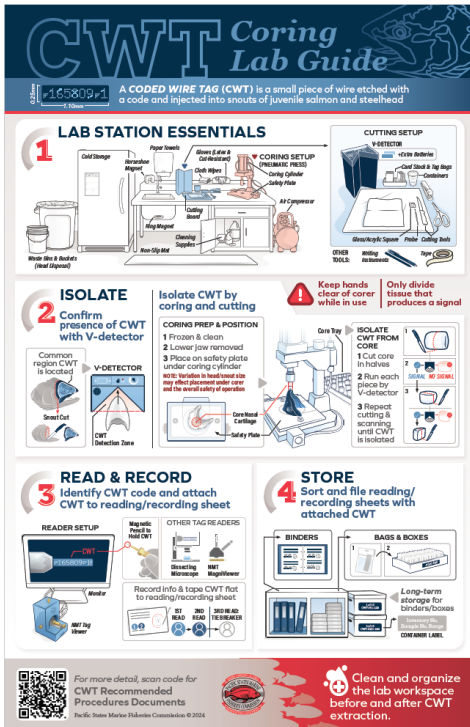 CWT Coring
Lab Guide
0.25mm
F165809F1
1.10mm
A CODED WIRE TAG (CWT) is a small piece of wire etched with
a code and injected into snouts of juvenile salmon and steelhead
1 LAB STATION ESSENTIALS
Cold Storage
Paper Towels
Horseshoe
Magnet
Gloves (Latex &
Cut-Resistant)
Cloth Wipes
CORING SETUP
(PNEUMATIC PRESS)
Coring Cylinder
Safety Plate
Cutting
Board
Air Compressor
Ring Magnet
Cleaning
Supplies
Non-Slip Mat
Waste Bins & Buckets
(Head Disposal)
CUTTING SETUP
V-DETECTOR
+Extra Batteries
Card Stock & Tag Bags
Containers
Glass/Acrylic Square
Probe
Cutting Tools
OTHER
TOOLS:
Writing
Instruments
Tape
2 ISOLATE
Confirm
presence of CWT
with V-detector
Common
region CWT
is located
V-DETECTOR
Snout Cut
CWT
Detection Zone
Isolate CWT by
coring and cutting
Keep hands
clear of corer
while in use
Only divide
tissue that
produces a signal
CORING PREP & POSITION
1 Frozen & clean
2 Lower jaw removed
3 Place on safety plate
under coring cylinder
NOTE: Variation in head/snout size
may effect placement under corer
and the overall safety of operation
Core Nasal
Cartilage
Safety Plate
Core Tray
ISOLATE
CWT FROM
CORE
1 Cut core
in halves
2 Run each
piece by
V-detector
3 Repeat
cutting &
scanning
until CWT
is isolated
1
2
SIGNAL NO SIGNAL
3
3 READ & RECORD
Identify CWT code and attach
CWT to reading/recording sheet
READER SETUP
CWT
F165809F1
Monitor
NMT Tag
Viewer
Magnetic
Pencil to
Hold CWT
OTHER TAG READERS
Dissecting
Microscope
NMT
MagniViewer
Record info & tape CWT flat
to reading/recording sheet
1ST
READ
2ND
READ
3RD READ:
TIE BREAKER
4 STORE
Sort and file reading/
recording sheets with
attached CWT
BINDERS
BAGS & BOXES
1
2
Long-term
storage for
binders/boxes
CONTAINER LABEL
For more detail, scan code for
CWT Recommended
Procedures Documents
Pacific States Marine Fisheries Commission © 2024
Clean and organize
the lab workspace
before and after CWT
extraction.